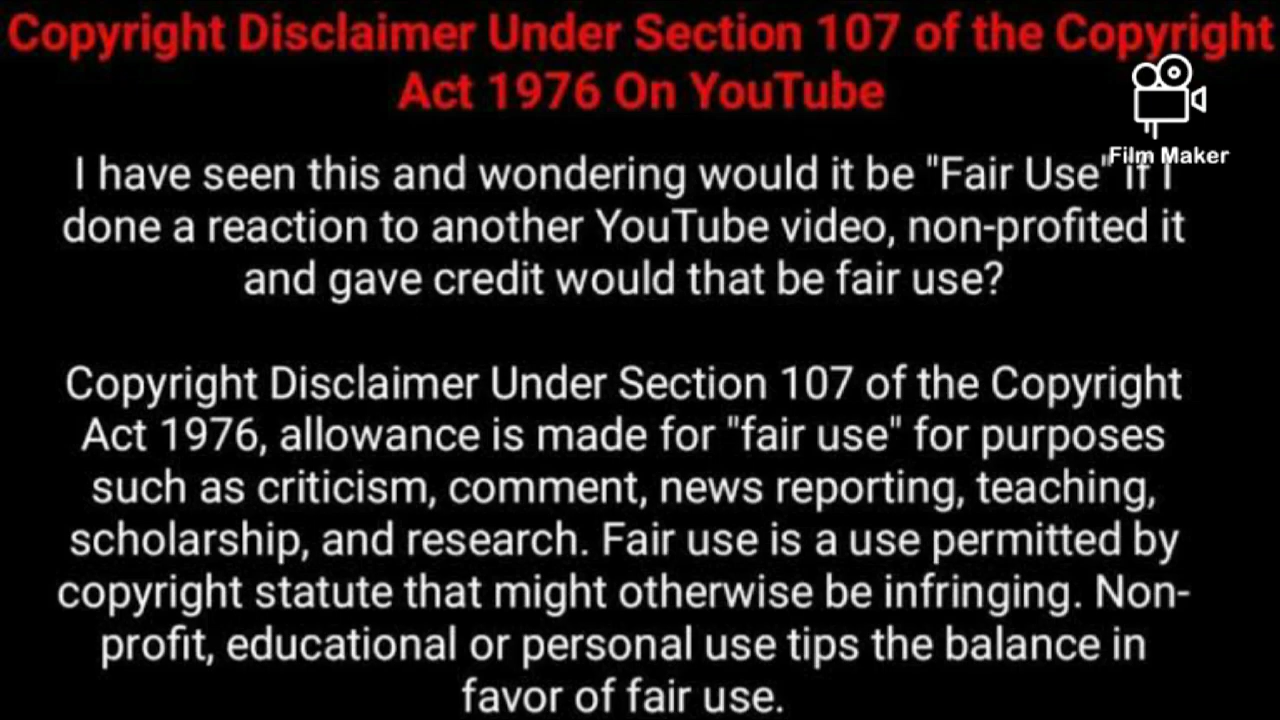 Copyright Disclaimer Under Section 107 of the Copyright
Act 1976 On YouTube
Film Maker
I have seen this and wondering would it be "Fair Use" if I
done a reaction to another YouTube video, non-profited it
and gave credit would that be fair use?
Copyright Disclaimer Under Section 107 of the Copyright
Act 1976, allowance is made for "fair use" for purposes
such as criticism, comment, news reporting, teaching,
scholarship, and research. Fair use is a use permitted by
copyright statute that might otherwise be infringing. Non-
profit, educational or personal use tips the balance in
favor of fair use.